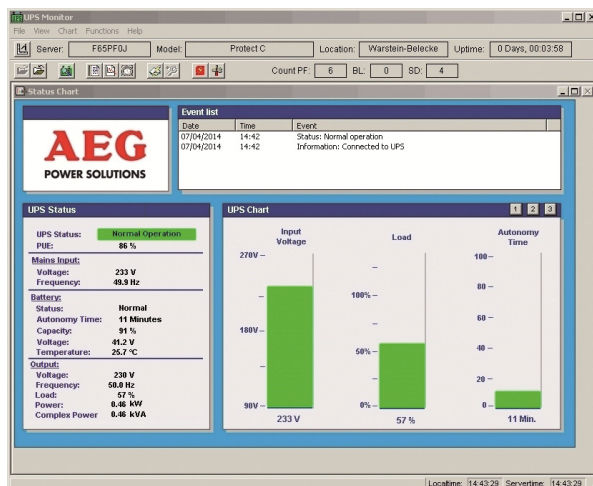 UPS Monitor
File View Chart Functions Help
Server: F65PF0J Model: Protect C Location: Warstein-Belecke Uptime: 0 Days, 00:03:58
Count PF: 6 BL: 0 SD: 4
Status Chart
Event list
Date Time Event
07/04/2014 14:42 Status: Normal operation
07/04/2014 14:42 Information: Connected to UPS
AEG
POWER SOLUTIONS
UPS Status
UPS Status: Normal Operation
PUE: 86 %
Mains Input:
Voltage: 233 V
Frequency: 49.9 Hz
Battery:
Status: Normal
Autonomy Time: 11 Minutes
Capacity: 91 %
Voltage: 41.2 V
Temperature: 25.7 °C
Output:
Voltage: 230 V
Frequency: 50.0 Hz
Load: 57 %
Power: 0.46 kW
Complex Power 0.46 kVA
UPS Chart 1 2 3
Input
Voltage
270V
180V
90V
233 V
Load
100%
50%
0%
57 %
Autonomy
Time
100
80
60
40
20
0
11 Min.
Localtime: 14:43:29 Servertime: 14:43:29